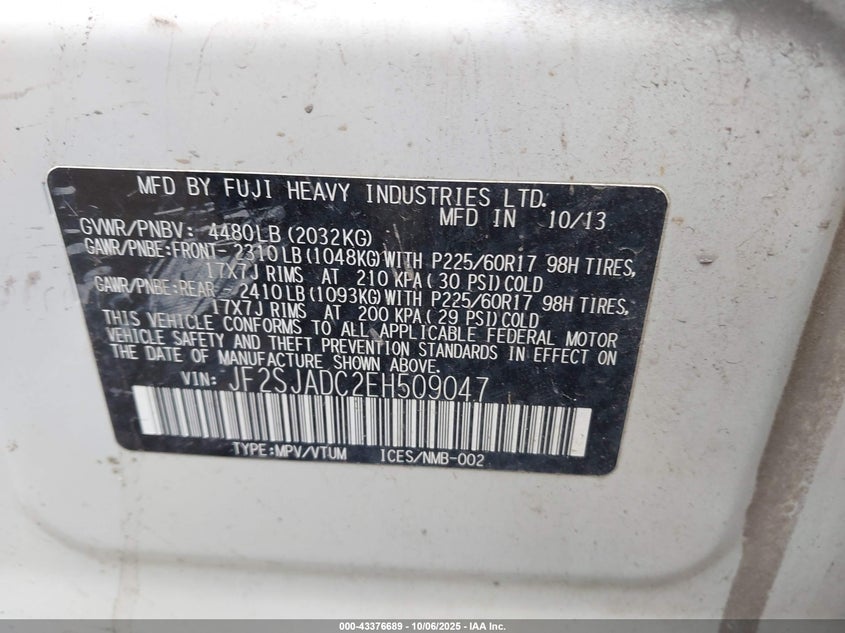 MFD BY FUJI HEAVY INDUSTRIES LTD.
MFD IN 10/13
GVWR/PNBV: 4480LB(2032KG)
GAWR/PNBE:FRONT- 2310LB(1048KG)WITH P225/60R17 98H TIRES,
17X7J RIMS AT 210 KPA(30 PSI)COLD
GAWR/PNBE:REAR - 2410LB(1093KG)WITH P225/60R17 98H TIRES,
17X7J RIMS AT 200 KPA(29 PSI)COLD
THIS VEHICLE CONFORMS TO ALL APPLICABLE FEDERAL MOTOR
VEHICLE SAFETY AND THEFT PREVENTION STANDARDS IN EFFECT ON
THE DATE OF MANUFACTURE SHOWN ABOVE.
VIN: JF2SJADC2EH509047
TYPE:MPV/VTUM ICES/NMB-002
000-43376689 - 10/06/2025 - IAA Inc.